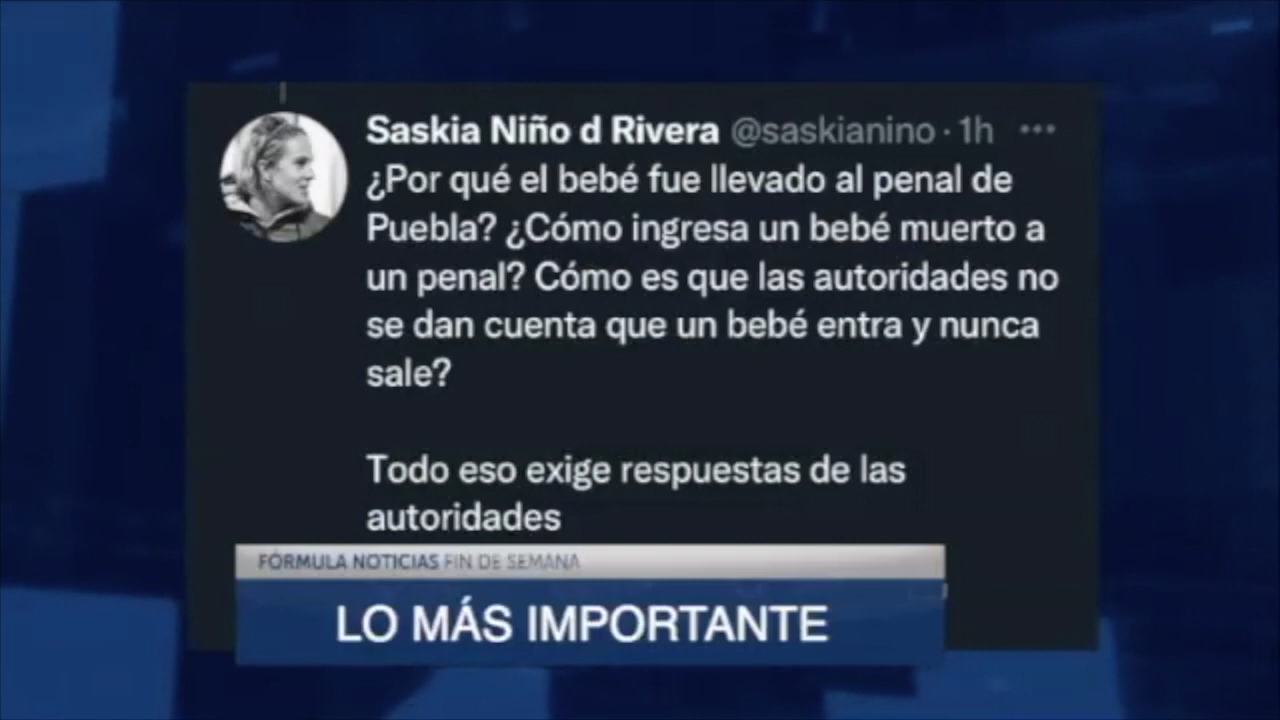 Saskia Niño d Rivera @saskianino · 1h ...
¿Por qué el bebé fue llevado al penal de
Puebla? ¿Cómo ingresa un bebé muerto a
un penal? Cómo es que las autoridades no
se dan cuenta que un bebé entra y nunca
sale?
Todo eso exige respuestas de las
autoridades
FÓRMULA NOTICIAS FIN DE SEMANA
LO MÁS IMPORTANTE